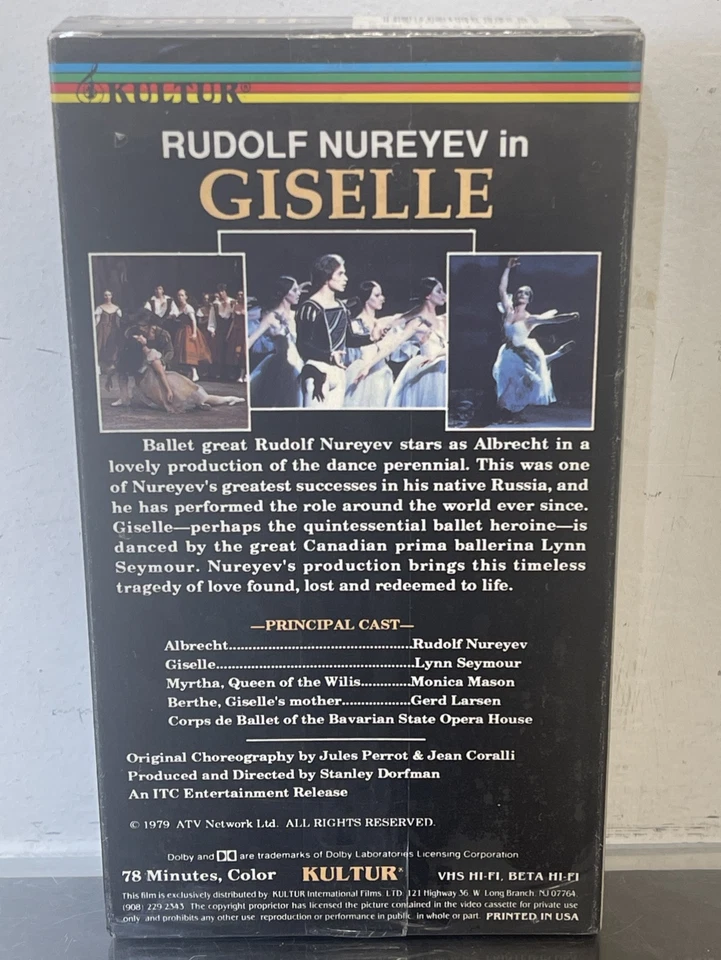 KULTUR®
RUDOLF NUREYEV in
GISELLE
Ballet great Rudolf Nureyev stars as Albrecht in a
lovely production of the dance perennial. This was one
of Nureyev's greatest successes in his native Russia, and
he has performed the role around the world ever since.
Giselle—perhaps the quintessential ballet heroine—is
danced by the great Canadian prima ballerina Lynn
Seymour. Nureyev's production brings this timeless
tragedy of love found, lost and redeemed to life.
—PRINCIPAL CAST—
Albrecht..............................................Rudolf Nureyev
Giselle..................................................Lynn Seymour
Myrtha, Queen of the Wilis............Monica Mason
Berthe, Giselle's mother.................Gerd Larsen
Corps de Ballet of the Bavarian State Opera House
Original Choreography by Jules Perrot & Jean Coralli
Produced and Directed by Stanley Dorfman
An ITC Entertainment Release
© 1979 ATV Network Ltd. ALL RIGHTS RESERVED.
Dolby and are trademarks of Dolby Laboratories Licensing Corporation
78 Minutes, Color KULTUR® VHS HI-FI, BETA HI-FI
This film is exclusively distributed by KULTUR International Films. LTD. 121 Highway 36 W. Long Branch. NJ 07764
(908) 229-2343 The copyright proprietor has licensed the picture contained in the video cassette for private use
only and prohibits any other use reproduction or performance in public in whole or part. PRINTED IN USA